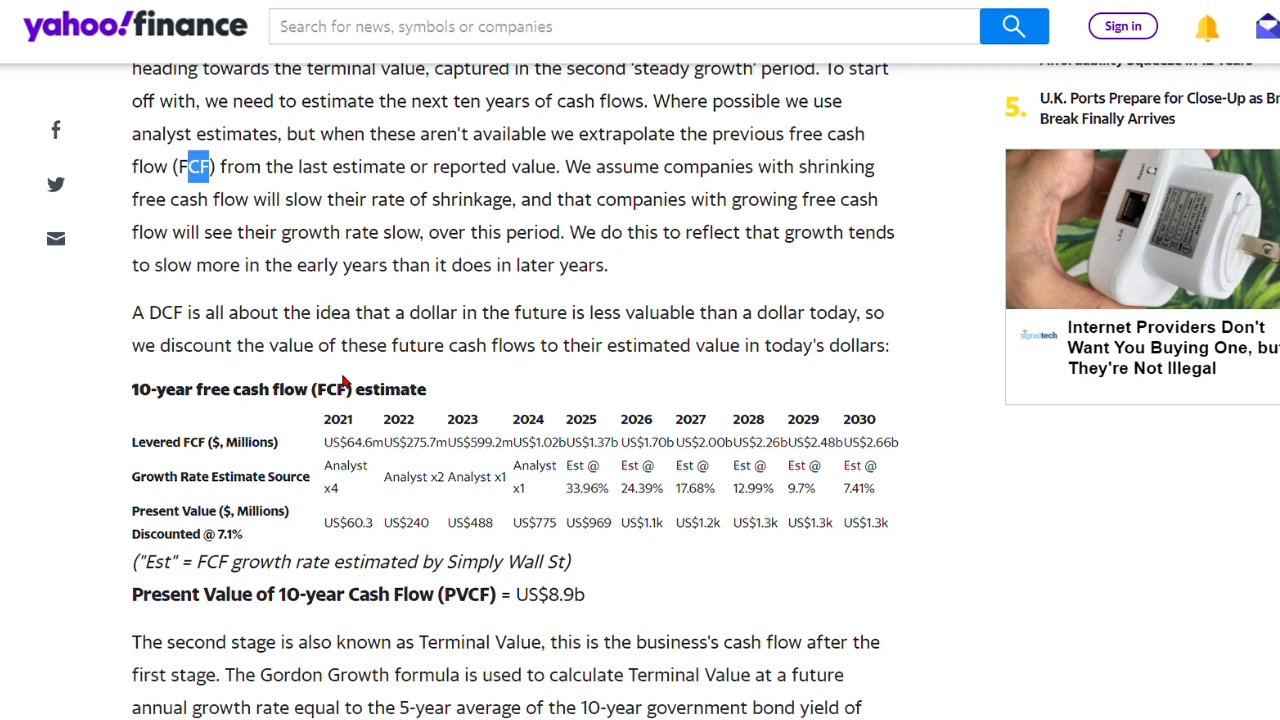 yahoo!finance
Search for news, symbols or companies
Sign in
heading towards the terminal value, captured in the second 'steady growth' period. To start
off with, we need to estimate the next ten years of cash flows. Where possible we use
analyst estimates, but when these aren't available we extrapolate the previous free cash
flow (FCF) from the last estimate or reported value. We assume companies with shrinking
free cash flow will slow their rate of shrinkage, and that companies with growing free cash
flow will see their growth rate slow, over this period. We do this to reflect that growth tends
to slow more in the early years than it does in later years.
A DCF is all about the idea that a dollar in the future is less valuable than a dollar today, so
we discount the value of these future cash flows to their estimated value in today's dollars:
10-year free cash flow (FCF) estimate
2021 2022 2023 2024 2025 2026 2027 2028 2029 2030
Levered FCF ($, Millions) US$64.6m US$275.7m US$599.2m US$1.02b US$1.37b US$1.70b US$2.00b US$2.26b US$2.48b US$2.66b
Growth Rate Estimate Source Analyst x4 Analyst x2 Analyst x1 Analyst x1 Est @ 33.96% Est @ 24.39% Est @ 17.68% Est @ 12.99% Est @ 9.7% Est @ 7.41%
Present Value ($, Millions) Discounted @ 7.1% US$60.3 US$240 US$488 US$775 US$969 US$1.1k US$1.2k US$1.3k US$1.3k US$1.3k
("Est" = FCF growth rate estimated by Simply Wall St)
Present Value of 10-year Cash Flow (PVCF) = US$8.9b
The second stage is also known as Terminal Value, this is the business's cash flow after the
first stage. The Gordon Growth formula is used to calculate Terminal Value at a future
annual growth rate equal to the 5-year average of the 10-year government bond yield of
5. U.K. Ports Prepare for Close-Up as
Break Finally Arrives
Reset
LAN
signaltech
Internet Providers Don't
Want You Buying One, but
They're Not Illegal